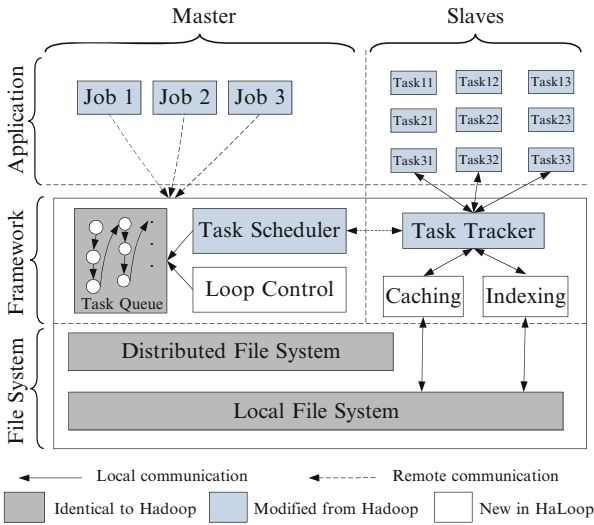 Master
Slaves
Application
Job 1
Job 2
Job 3
Task11
Task12
Task13
Task21
Task22
Task23
Task31
Task32
Task33
Framework
Task Queue
Task Scheduler
Loop Control
Task Tracker
Caching
Indexing
File System
Distributed File System
Local File System
Local communication
Remote communication
Identical to Hadoop
Modified from Hadoop
New in HaLoop